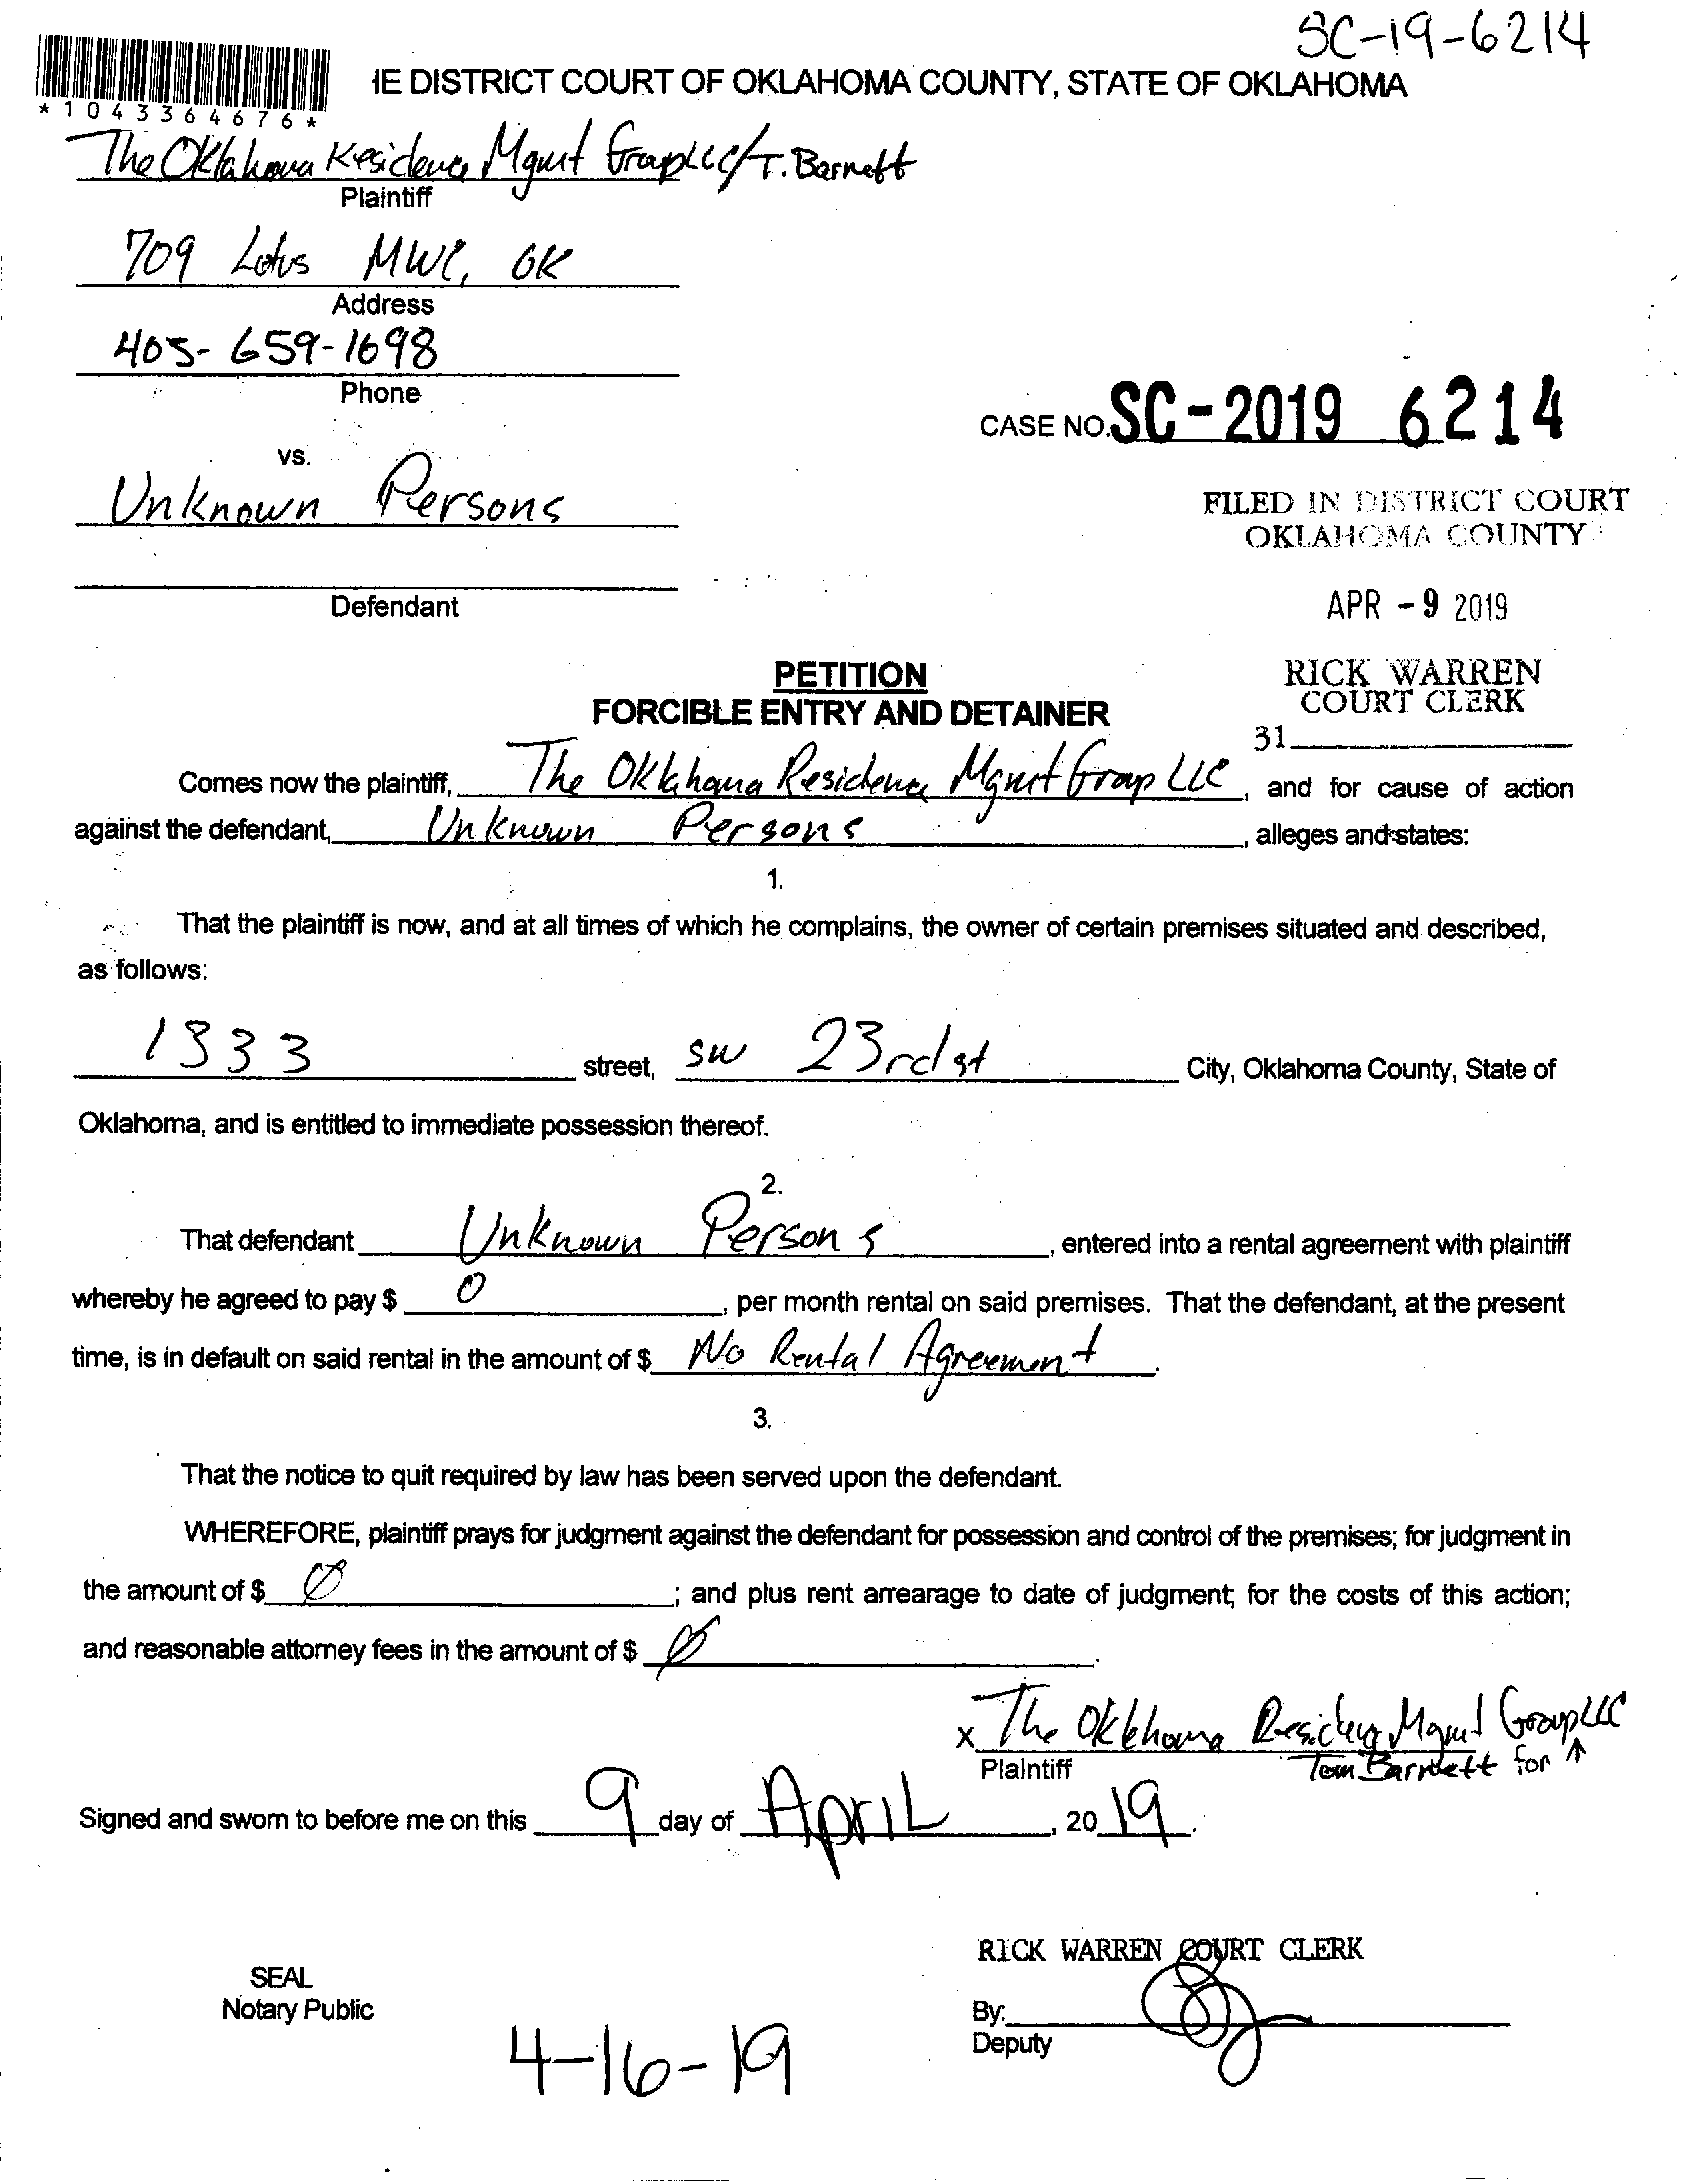 SC-19-6214
IE DISTRICT COURT OF OKLAHOMA COUNTY, STATE OF OKLAHOMA
*1043364676*
The Oklahoma Residence Mgmt Group LLC/T. Barnett
Plaintiff
709 Lotus MWC, OK
Address
405-659-1698
Phone
CASE NO. SC-2019 6214
vs.
Unknown Persons
FILED IN DISTRICT COURT
OKLAHOMA COUNTY
Defendant
APR -9 2019
PETITION
FORCIBLE ENTRY AND DETAINER
RICK WARREN
COURT CLERK
31
Comes now the plaintiff, The Oklahoma Residence Mgmt Group LLC, and for cause of action
against the defendant, Unknown Persons, alleges and states:
1.
That the plaintiff is now, and at all times of which he complains, the owner of certain premises situated and described,
as follows:
1333 street, SW 23rd st City, Oklahoma County, State of
Oklahoma, and is entitled to immediate possession thereof.
2.
That defendant Unknown Persons, entered into a rental agreement with plaintiff
whereby he agreed to pay $ 0, per month rental on said premises. That the defendant, at the present
time, is in default on said rental in the amount of $ No Rental Agreement.
3.
That the notice to quit required by law has been served upon the defendant.
WHEREFORE, plaintiff prays for judgment against the defendant for possession and control of the premises; for judgment in
the amount of $ Ø; and plus rent arrearage to date of judgment; for the costs of this action;
and reasonable attorney fees in the amount of $ Ø.
x The Oklahoma Residence Mgmt Group LLC
Plaintiff Tom Barnett for ↑
Signed and sworn to before me on this 9 day of April, 2019.
RICK WARREN COURT CLERK
SEAL
Notary Public
By:
Deputy
4-16-19